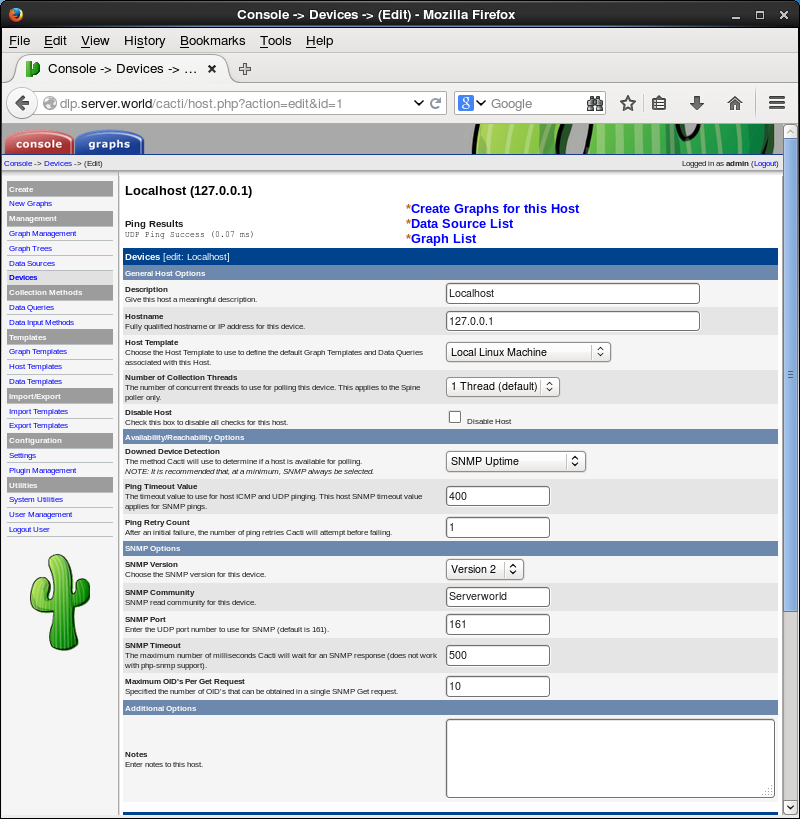 Console -> Devices -> (Edit) - Mozilla Firefox
File Edit View History Bookmarks Tools Help
Console -> Devices -> ...
dlp.server.world/cacti/host.php?action=edit&id=1
Google
console
graphs
Console -> Devices -> (Edit)
Logged in as admin (Logout)
Create
New Graphs
Management
Graph Management
Graph Trees
Data Sources
Devices
Collection Methods
Data Queries
Data Input Methods
Templates
Graph Templates
Host Templates
Data Templates
Import/Export
Import Templates
Export Templates
Configuration
Settings
Plugin Management
Utilities
System Utilities
User Management
Logout User
Localhost (127.0.0.1)
Ping Results
UDP Ping Success (0.07 ms)
*Create Graphs for this Host
*Data Source List
*Graph List
Devices [edit: Localhost]
General Host Options
Description
Give this host a meaningful description.
Localhost
Hostname
Fully qualified hostname or IP address for this device.
127.0.0.1
Host Template
Choose the Host Template to use to define the default Graph Templates and Data Queries
associated with this Host.
Local Linux Machine
Number of Collection Threads
The number of concurrent threads to use for polling this device. This applies to the Spine
poller only.
1 Thread (default)
Disable Host
Check this box to disable all checks for this host.
Disable Host
Availability/Reachability Options
Downed Device Detection
The method Cacti will use to determine if a host is available for polling.
NOTE: It is recommended that, at a minimum, SNMP always be selected.
SNMP Uptime
Ping Timeout Value
The timeout value to use for host ICMP and UDP pinging. This host SNMP timeout value
applies for SNMP pings.
400
Ping Retry Count
After an initial failure, the number of ping retries Cacti will attempt before failing.
1
SNMP Options
SNMP Version
Choose the SNMP version for this device.
Version 2
SNMP Community
SNMP read community for this device.
Serverworld
SNMP Port
Enter the UDP port number to use for SNMP (default is 161).
161
SNMP Timeout
The maximum number of milliseconds Cacti will wait for an SNMP response (does not work
with php-snmp support).
500
Maximum OID's Per Get Request
Specified the number of OID's that can be obtained in a single SNMP Get request.
10
Additional Options
Notes
Enter notes to this host.